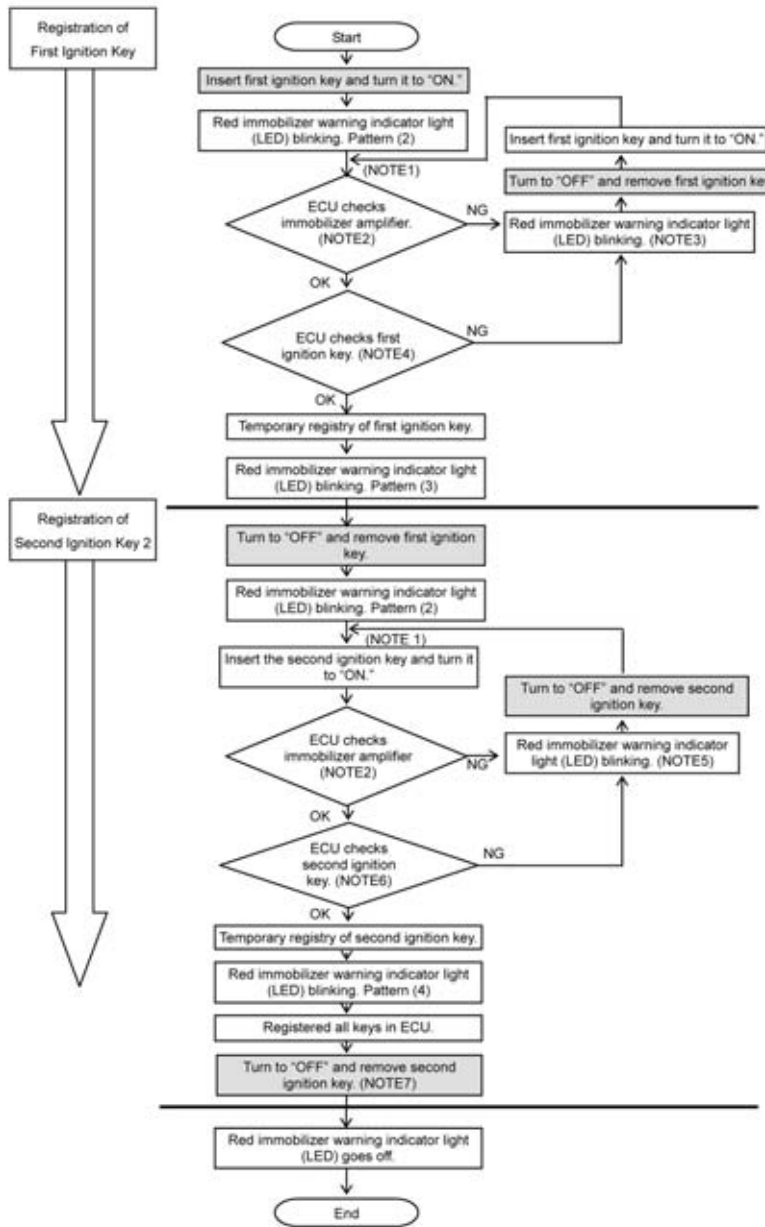 Registration of
First Ignition Key
Start
Insert first ignition key and turn it to “ON.”
Red immobilizer warning indicator light
(LED) blinking. Pattern (2)
Insert first ignition key and turn it to “ON.”
(NOTE1)
Turn to “OFF” and remove first ignition key
ECU checks
immobilizer amplifier.
(NOTE2)
NG
Red immobilizer warning indicator light
(LED) blinking. (NOTE3)
OK
ECU checks first
ignition key. (NOTE4)
NG
OK
Temporary registry of first ignition key.
Red immobilizer warning indicator light
(LED) blinking. Pattern (3)
Registration of
Second Ignition Key 2
Turn to “OFF” and remove first ignition
key.
Red immobilizer warning indicator light
(LED) blinking. Pattern (2)
(NOTE 1)
Insert the second ignition key and turn it
to “ON.”
Turn to “OFF” and remove second
ignition key.
ECU checks
immobilizer amplifier
(NOTE2)
NG
Red immobilizer warning indicator
light (LED) blinking. (NOTE5)
OK
ECU checks
second ignition
key. (NOTE6)
NG
OK
Temporary registry of second ignition key.
Red immobilizer warning indicator light
(LED) blinking. Pattern (4)
Registered all keys in ECU.
Turn to “OFF” and remove second
ignition key. (NOTE7)
Red immobilizer warning indicator light
(LED) goes off.
End